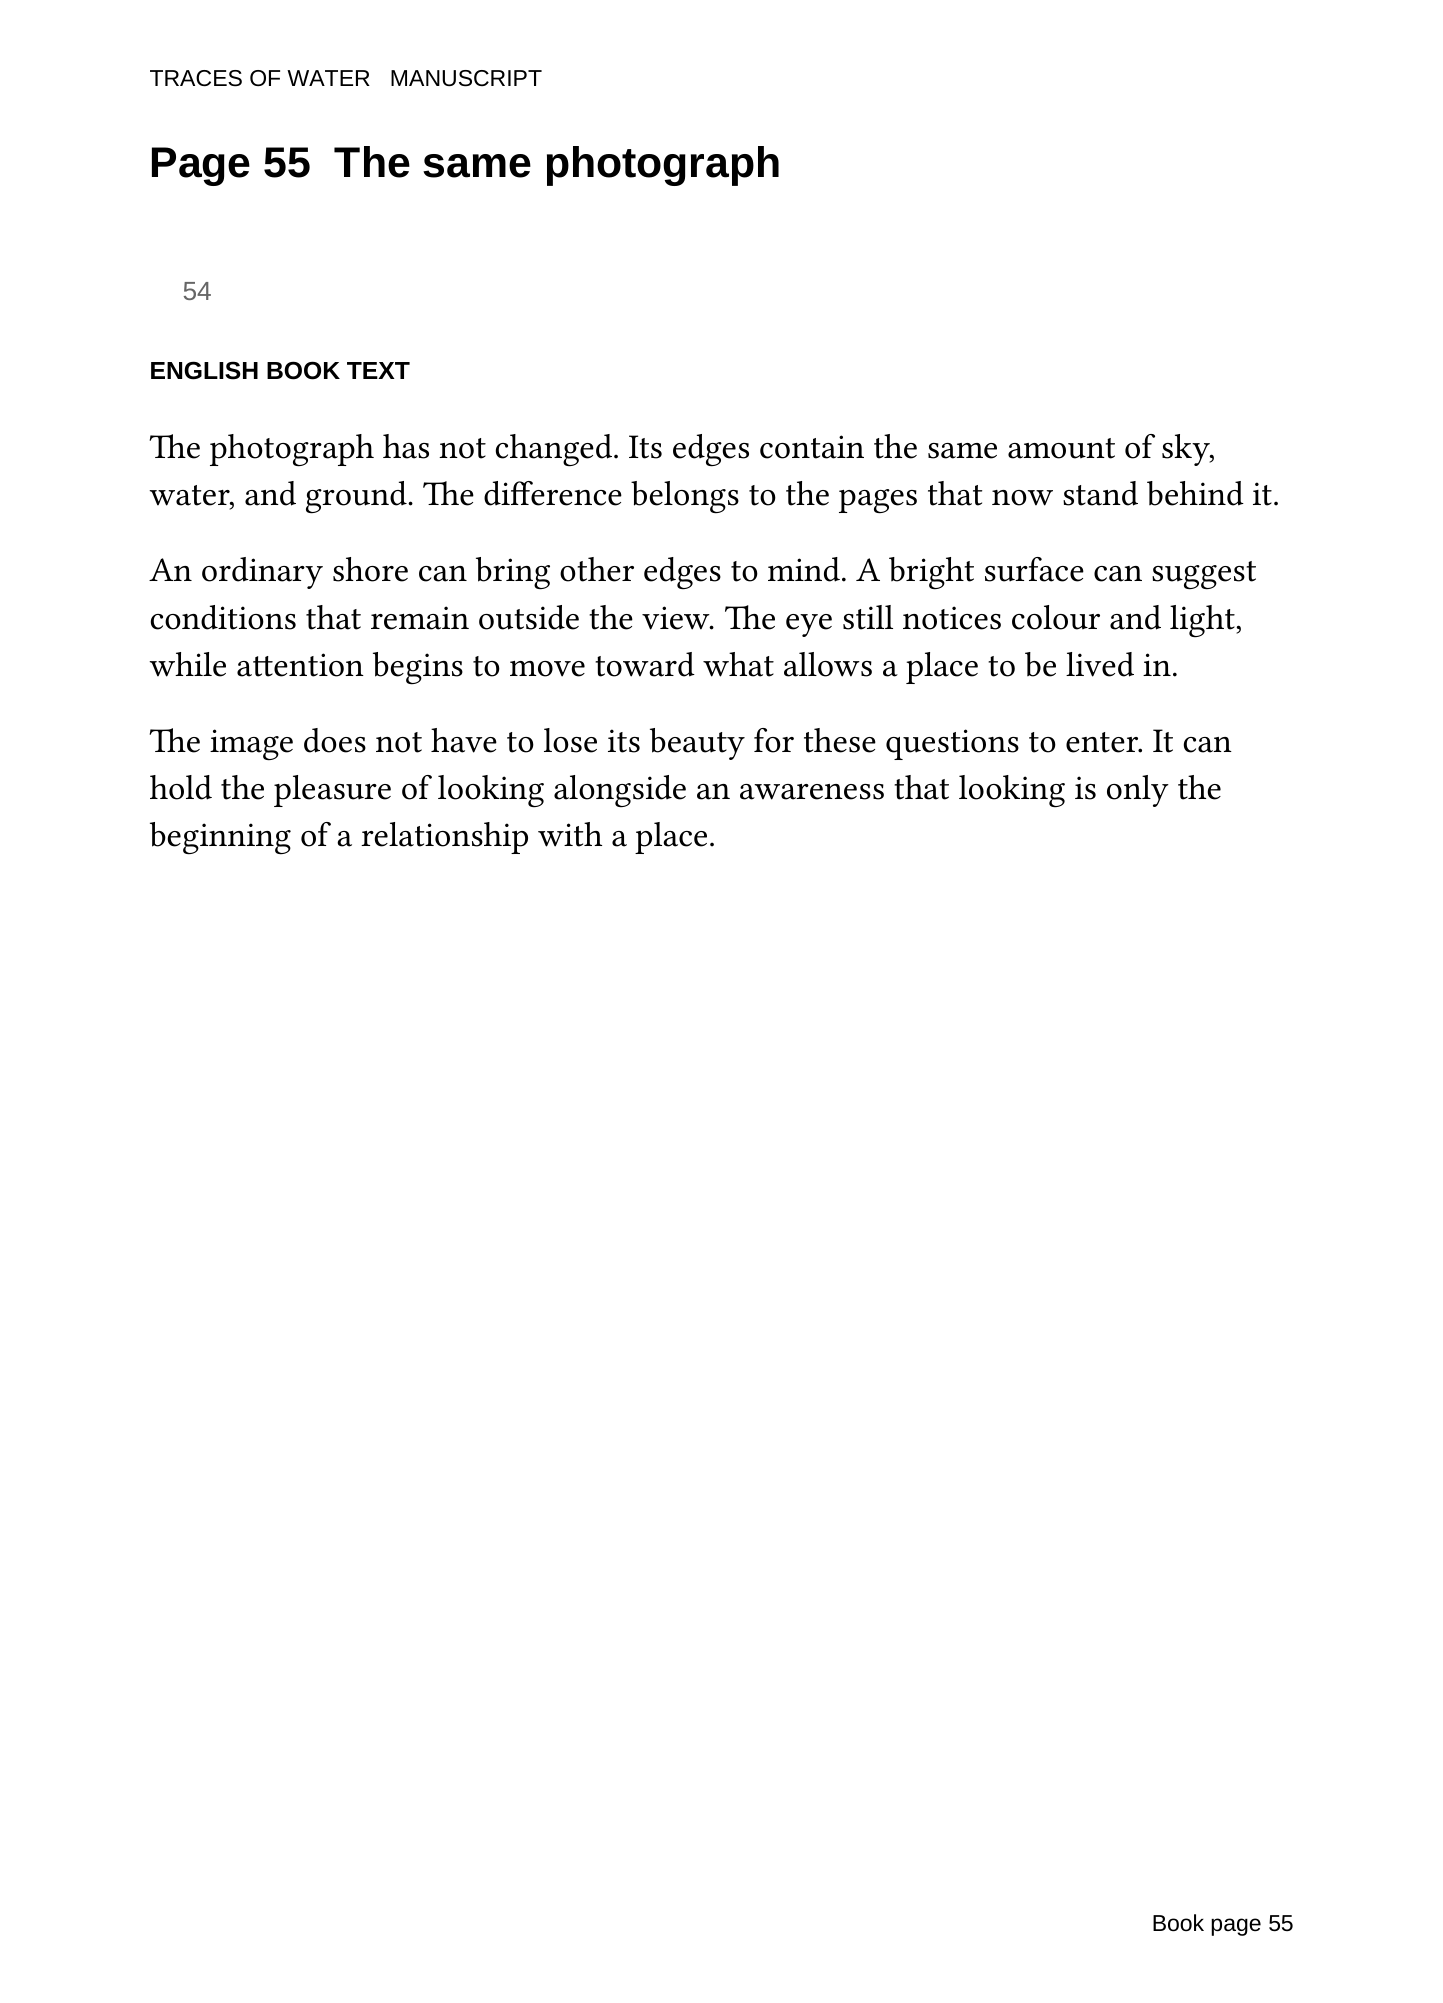 TRACES OF WATER   MANUSCRIPT
Page 55  The same photograph
54
ENGLISH BOOK TEXT
The photograph has not changed. Its edges contain the same amount of sky,
water, and ground. The difference belongs to the pages that now stand behind it.
An ordinary shore can bring other edges to mind. A bright surface can suggest
conditions that remain outside the view. The eye still notices colour and light,
while attention begins to move toward what allows a place to be lived in.
The image does not have to lose its beauty for these questions to enter. It can
hold the pleasure of looking alongside an awareness that looking is only the
beginning of a relationship with a place.
Book page 55